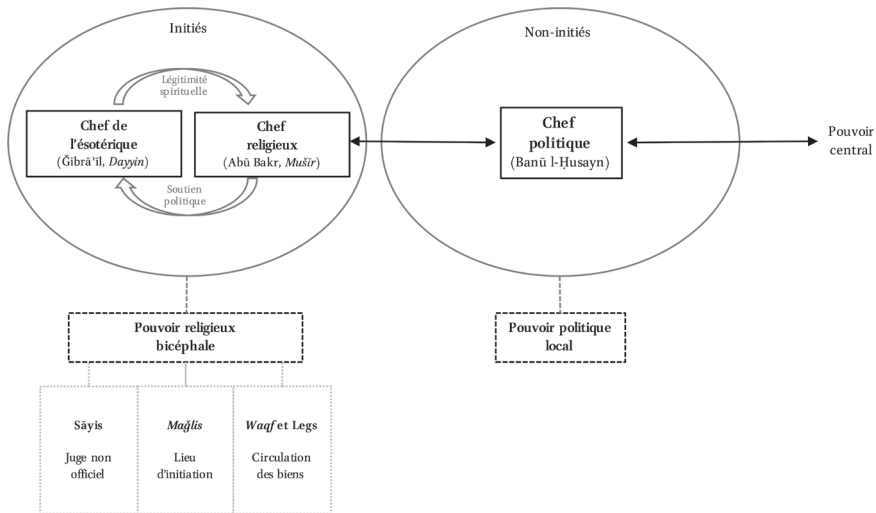 Initiés
Légitimité
spirituelle
Chef de
l'ésotérique
(Ǧibrā'īl, Dayyin)
Chef
religieux
(Abū Bakr, Mušīr)
Soutien
politique
Non-initiés
Chef
politique
(Banū l-Ḥusayn)
Pouvoir
central
Pouvoir religieux
bicéphale
Pouvoir politique
local
Sāyis
Juge non
officiel
Maǧlis
Lieu
d'initiation
Waqf et Legs
Circulation
des biens